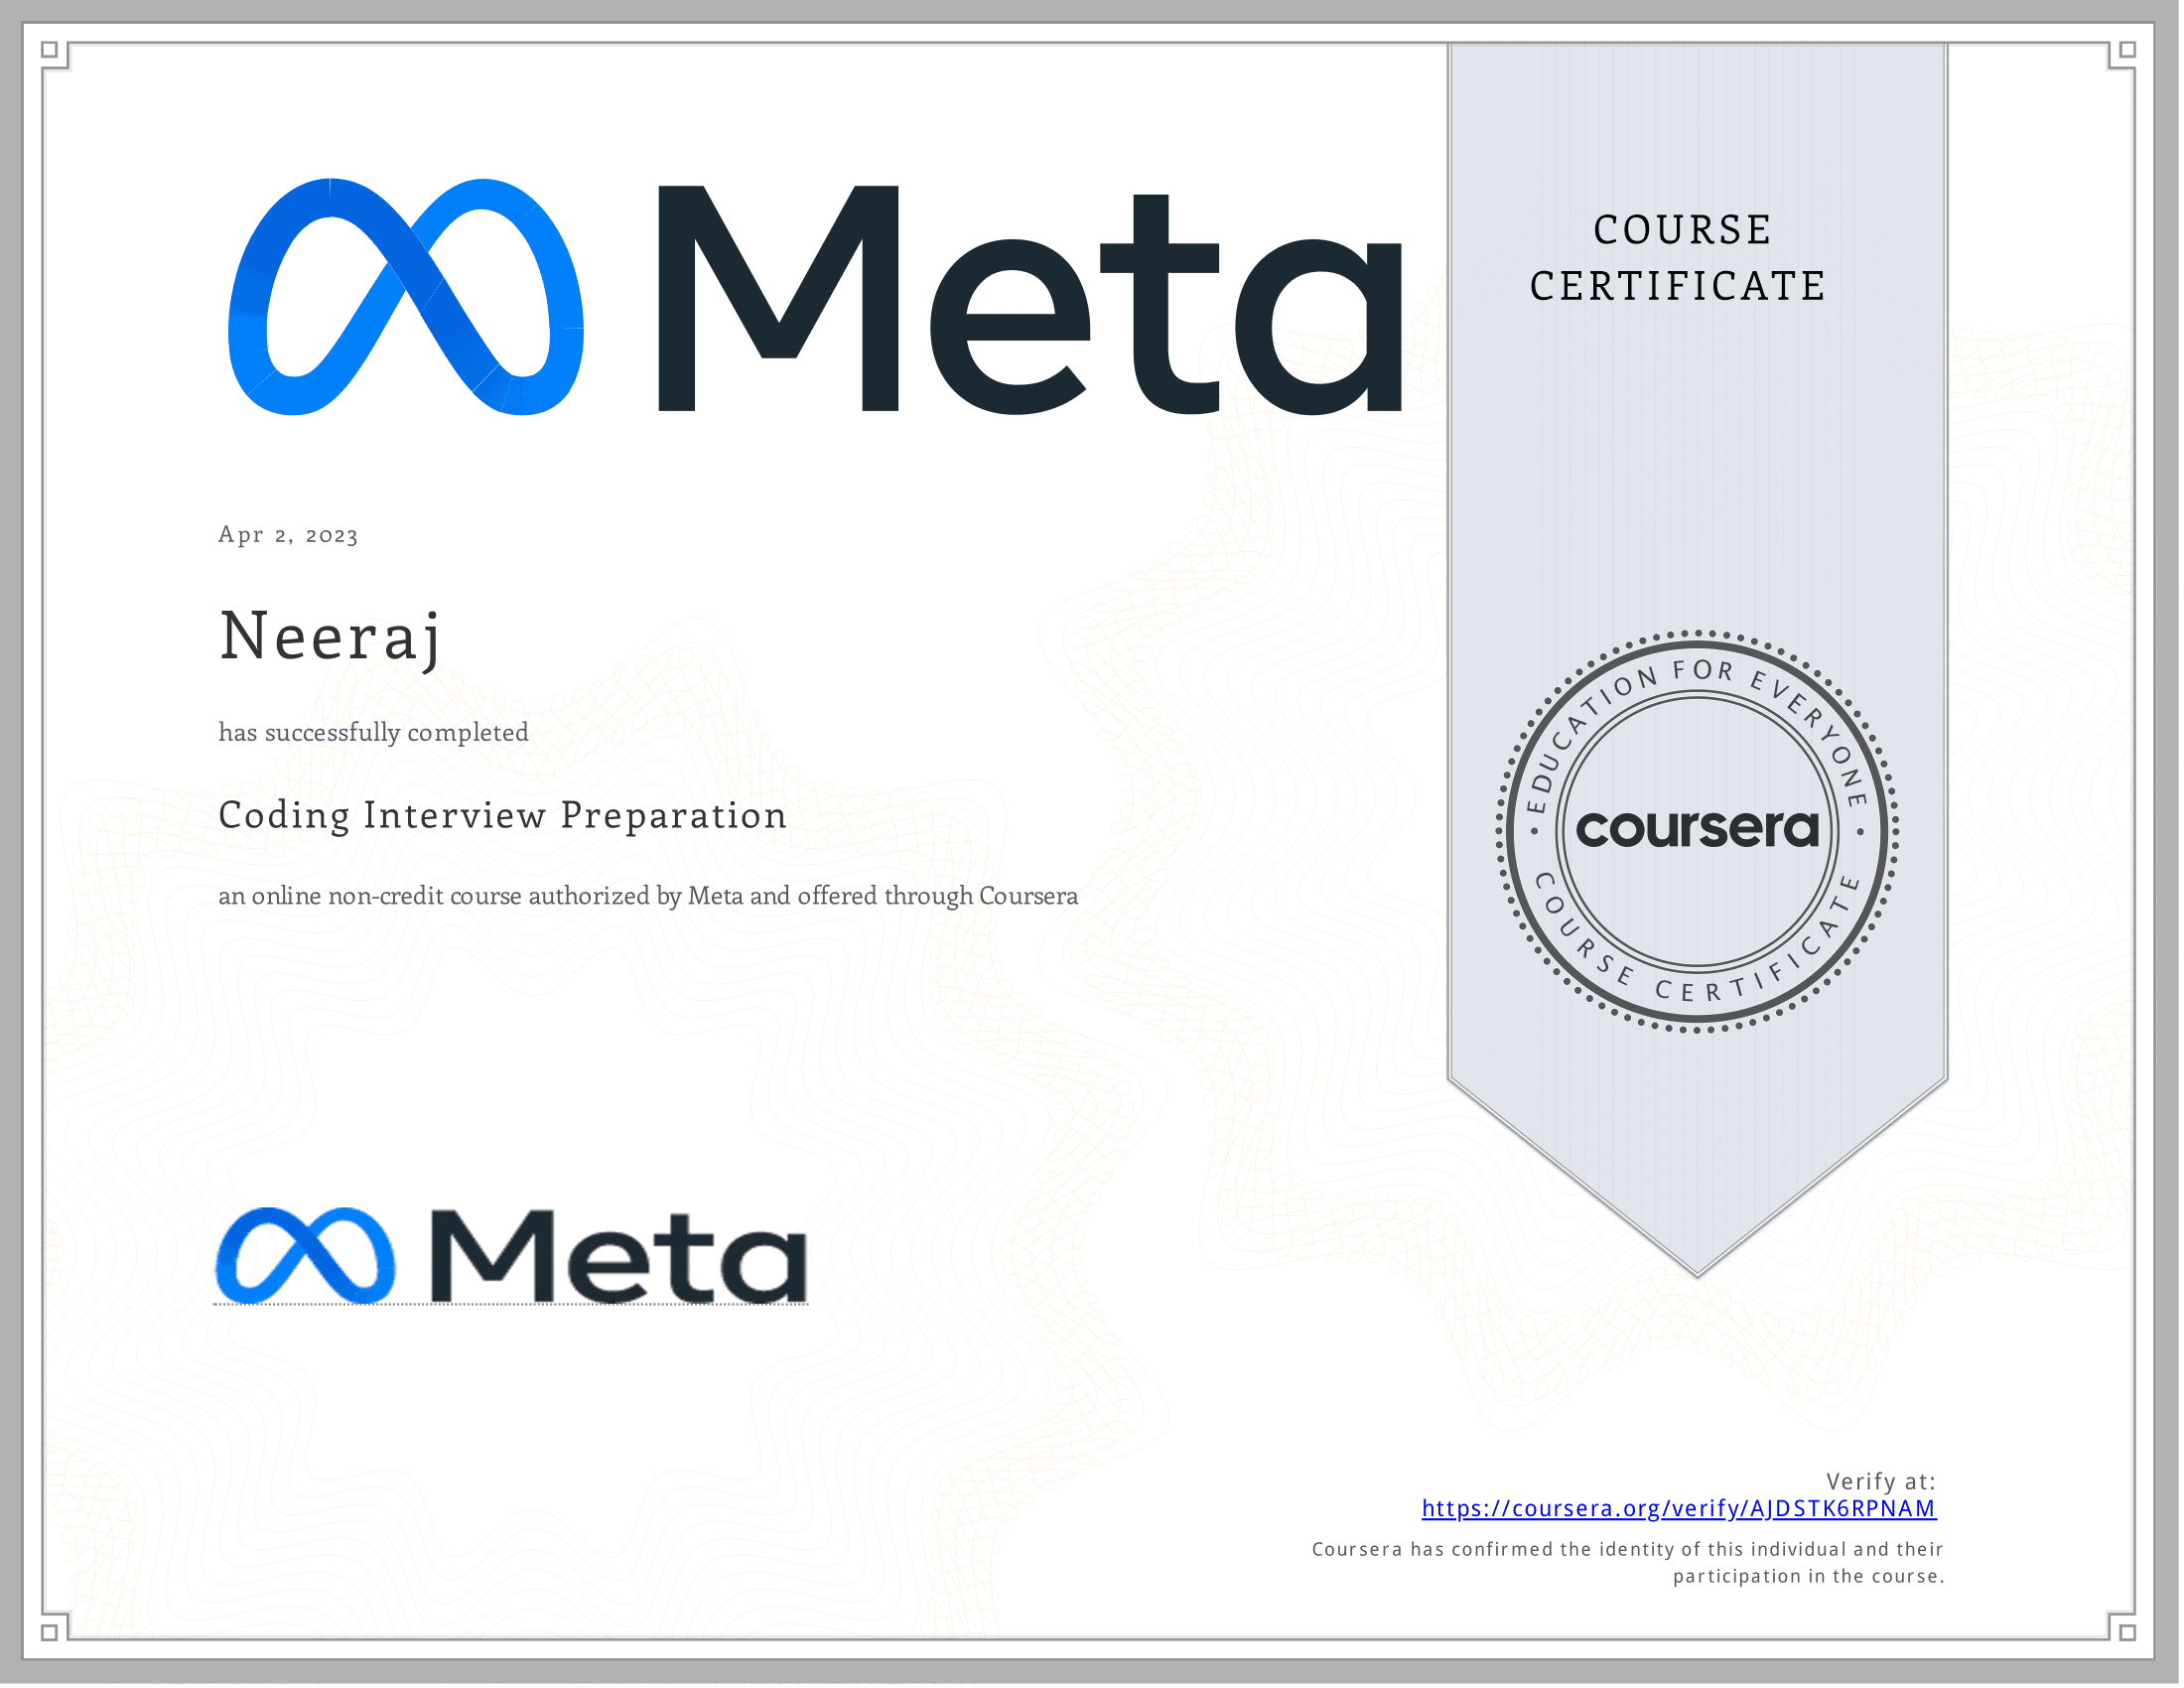 Meta
COURSE
CERTIFICATE
Apr 2, 2023
Neeraj
has successfully completed
Coding Interview Preparation
an online non-credit course authorized by Meta and offered through Coursera
EDUCATION FOR EVERYONE
coursera
COURSE CERTIFICATE
Meta
Verify at:
https://coursera.org/verify/AJDSTK6RPNAM
Coursera has confirmed the identity of this individual and their
participation in the course.